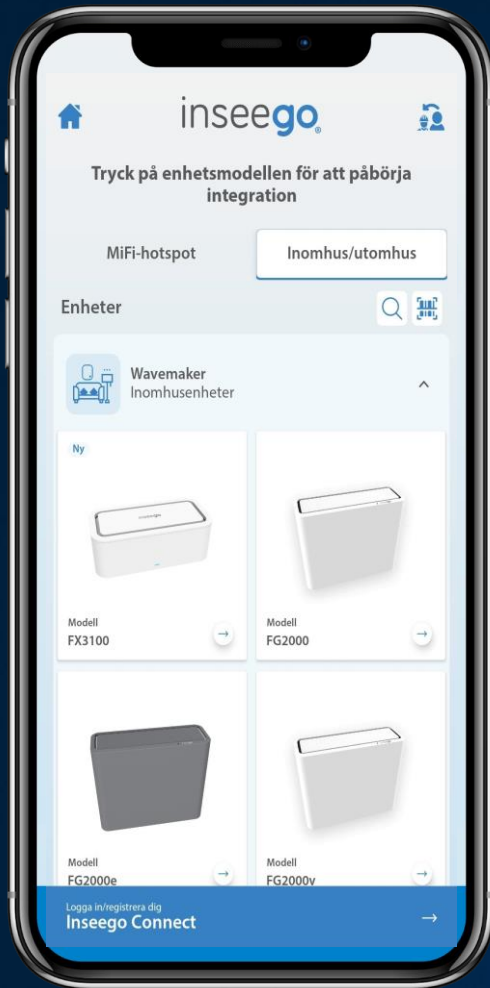 inseego
Tryck på enhetsmodellen för att påbörja
integration
MiFi-hotspot
Inomhus/utomhus
Enheter
Wavemaker
Inomhusenheter
Ny
inseego
Modell
FX3100
Modell
FG2000
Modell
FG2000e
Modell
FG2000v
Logga in/registrera dig
Inseego Connect